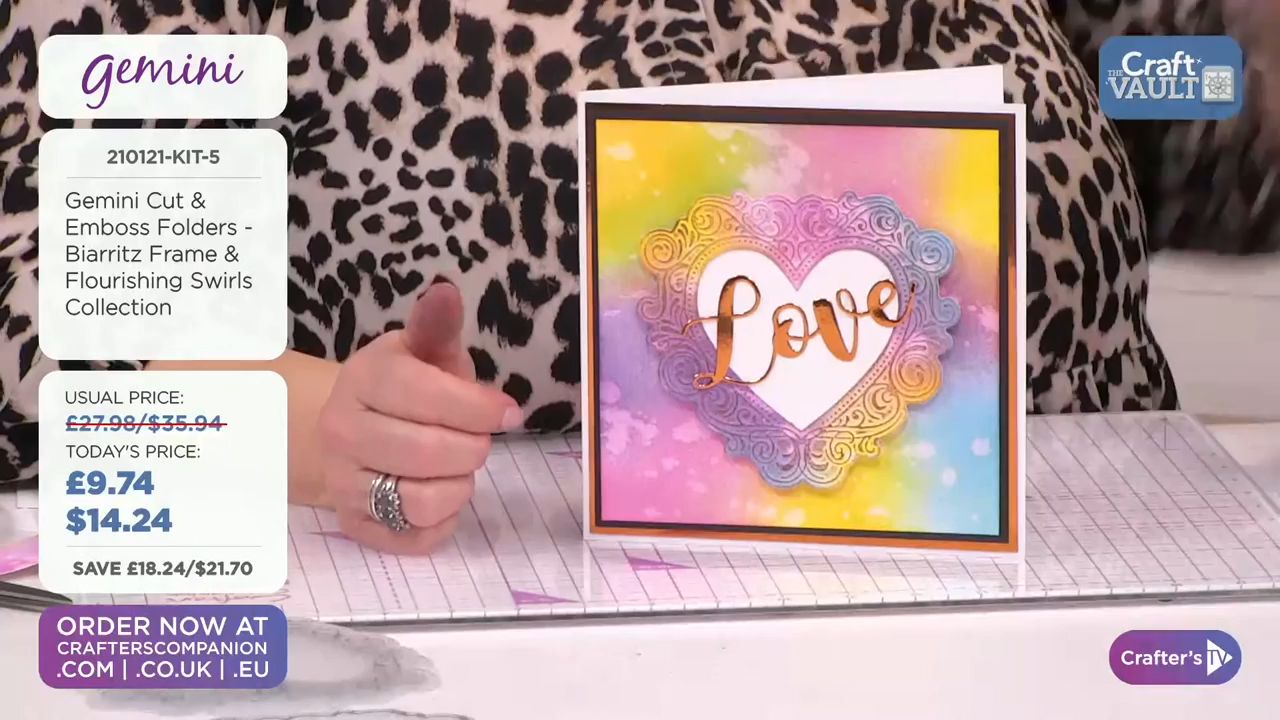 gemini
210121-KIT-5
Gemini Cut &
Emboss Folders -
Biarritz Frame &
Flourishing Swirls
Collection
USUAL PRICE:
£27.98/$35.94
TODAY'S PRICE:
£9.74
$14.24
SAVE £18.24/$21.70
ORDER NOW AT
CRAFTERSCOMPANION
.COM | .CO.UK | .EU
Love
THE Craft
VAULT
Crafter's TV